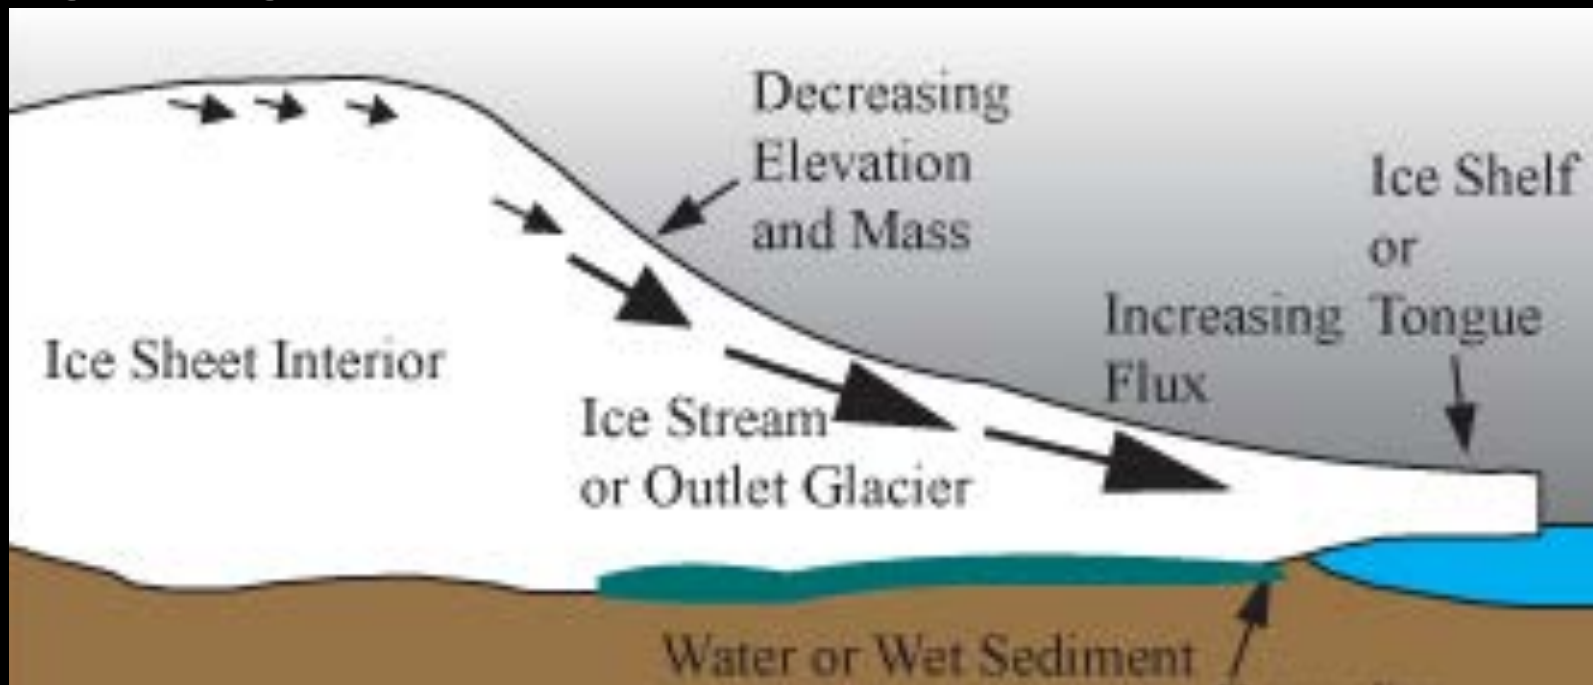 Decreasing
Elevation
and Mass
Ice Shelf
or
Tongue
Increasing
Flux
Ice Sheet Interior
Ice Stream
or Outlet Glacier
Water or Wet Sediment